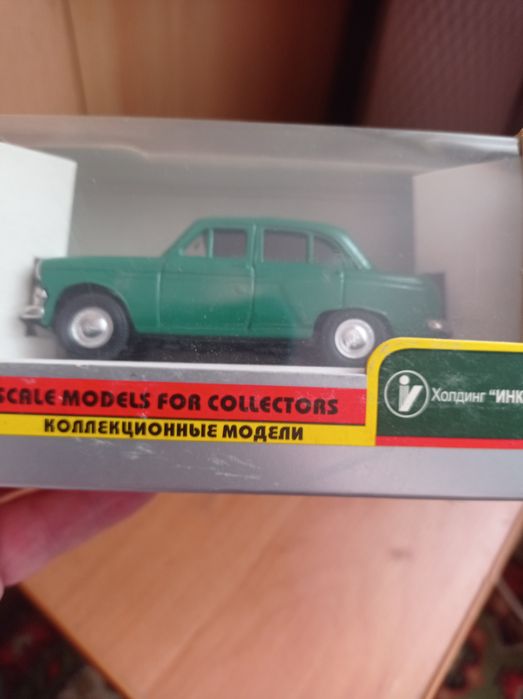 SCALE MODELS FOR COLLECTORS
КОЛЛЕКЦИОННЫЕ МОДЕЛИ
Холдинг "ИНК